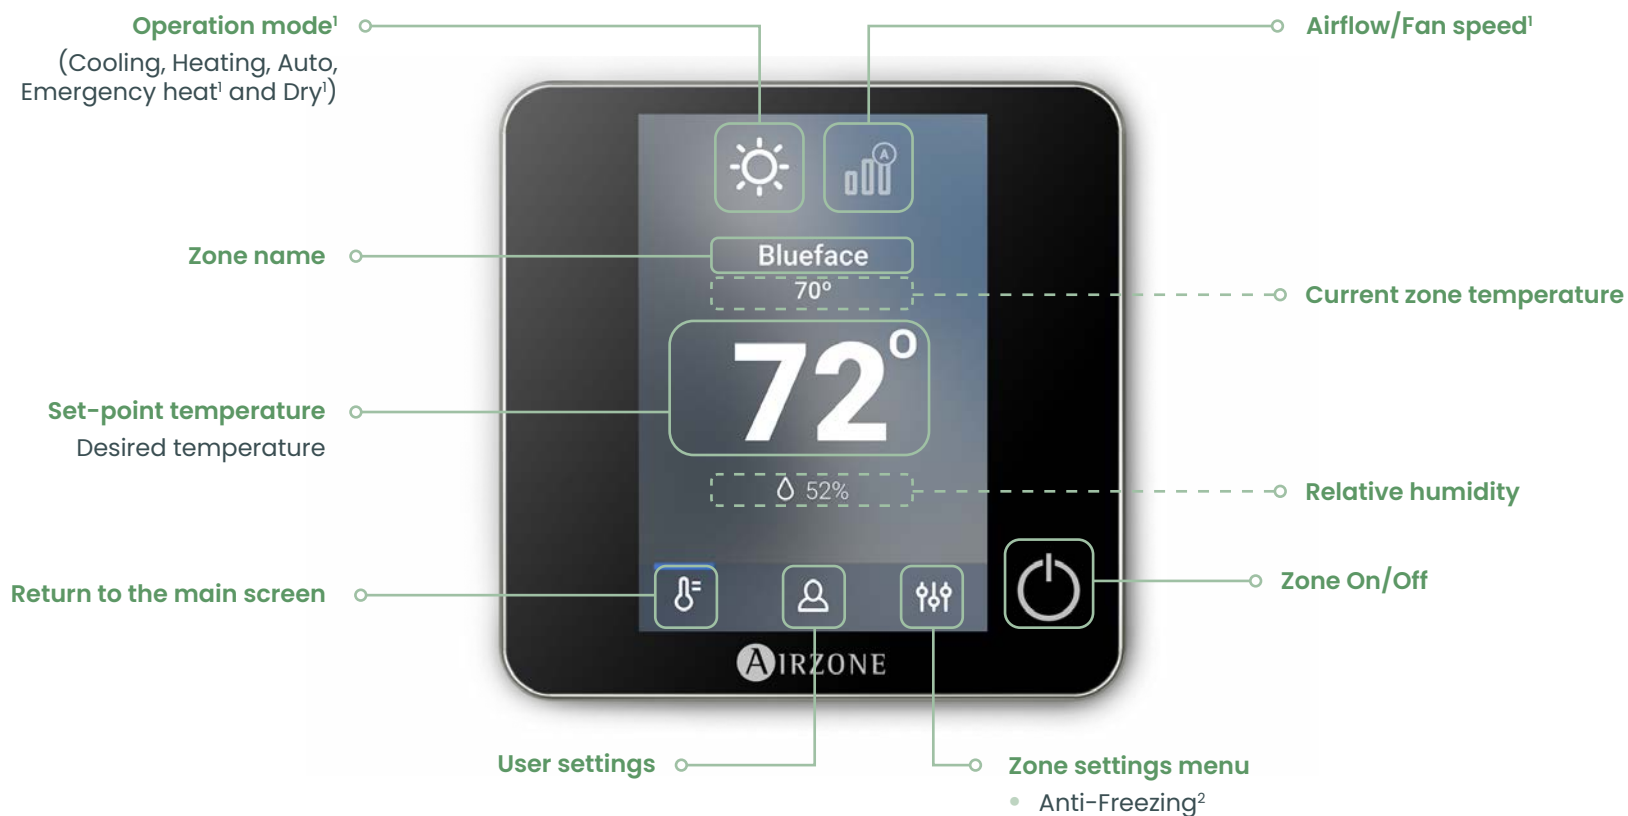 Operation mode¹
(Cooling, Heating, Auto,
Emergency heat¹ and Dry¹)
Airflow/Fan speed¹
A
Zone name
Blueface
70°
Current zone temperature
72°
Set-point temperature
Desired temperature
52%
Relative humidity
Return to the main screen
Zone On/Off
AIRZONE
User settings
Zone settings menu
• Anti-Freezing²